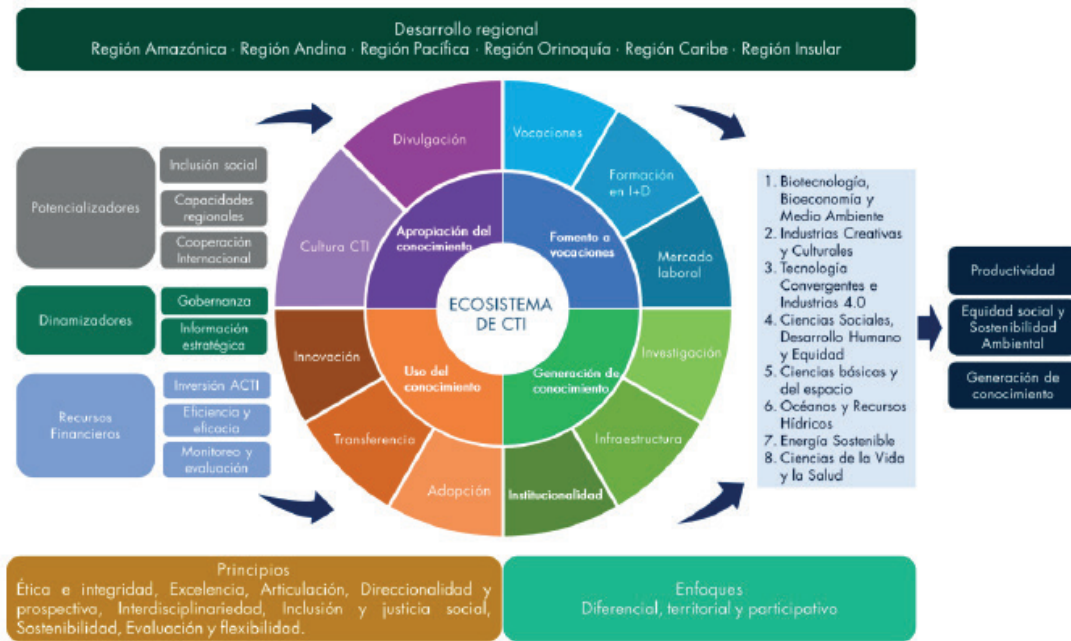 Desarrollo regional
Región Amazónica · Región Andina · Región Pacífica · Región Orinoquía · Región Caribe · Región Insular
Potencializadores
Inclusión social
Capacidades
regionales
Cooperación
Internacional
Dinamizadores
Gobernanza
Información
estratégica
Recursos
Financieros
Inversión ACTI
Eficiencia y
eficacia
Monitoreo y
evaluación
Divulgación
Cultura CTI
Apropiación del
conocimiento
Vocaciones
Formación
en I+D
Mercado
laboral
Fomento a
vocaciones
ECOSISTEMA
DE CTI
Innovación
Transferencia
Adopción
Uso del
conocimiento
Generación de
conocimiento
Investigación
Infraestructura
Institucionalidad
1. Biotecnología,
Bioeconomía y
Medio Ambiente
2. Industrias Creativas
y Culturales
3. Tecnología
Convergentes e
Industrias 4.0
4. Ciencias Sociales,
Desarrollo Humano
y Equidad
5. Ciencias básicas y
del espacio
6. Océanos y Recursos
Hídricos
7. Energía Sostenible
8. Ciencias de la Vida
y la Salud
Productividad
Equidad social y
Sostenibilidad
Ambiental
Generación de
conocimiento
Principios
Ética e integridad, Excelencia, Articulación, Direccionalidad y
prospectiva, Interdisciplinariedad, Inclusión y justicia social,
Sostenibilidad, Evaluación y flexibilidad.
Enfoques
Diferencial, territorial y participativo